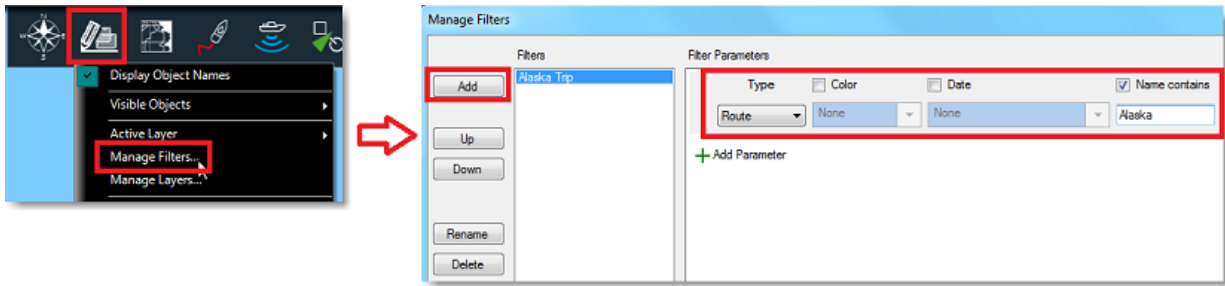 Display Object Names
Visible Objects
Active Layer
Manage Filters...
Manage Layers...
Manage Filters
Filters
Filter Parameters
Add
Up
Down
Rename
Delete
Alaska Trip
Type Color Date Name contains
Route None None Alaska
Add Parameter